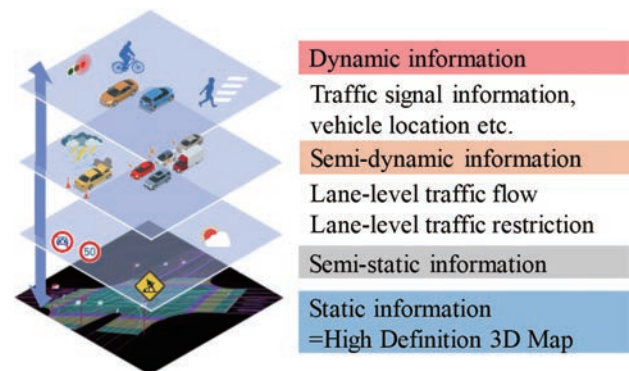 Dynamic information
Traffic signal information,
vehicle location etc.
Semi-dynamic information
Lane-level traffic flow
Lane-level traffic restriction
Semi-static information
50
Static information
=High Definition 3D Map